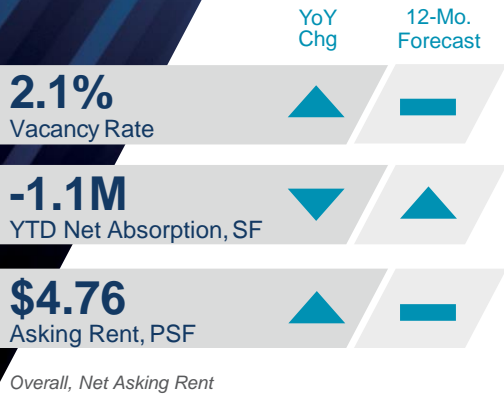 YoY
Chg
12-Mo.
Forecast
2.1%
Vacancy Rate
-1.1M
YTD Net Absorption, SF
$4.76
Asking Rent, PSF
Overall, Net Asking Rent